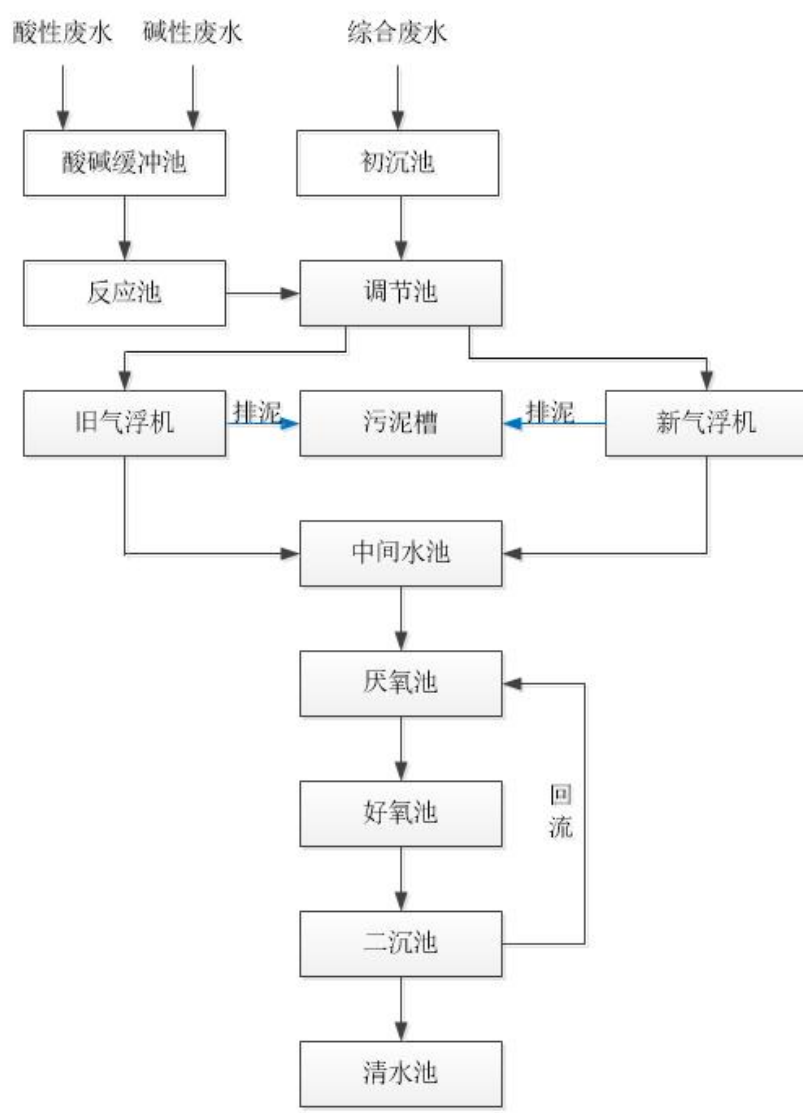 酸性废水 碱性废水 综合废水
酸碱缓冲池 初沉池
反应池 调节池
旧气浮机 排泥 污泥槽 排泥 新气浮机
中间水池
厌氧池
好氧池
回
流
二沉池
清水池